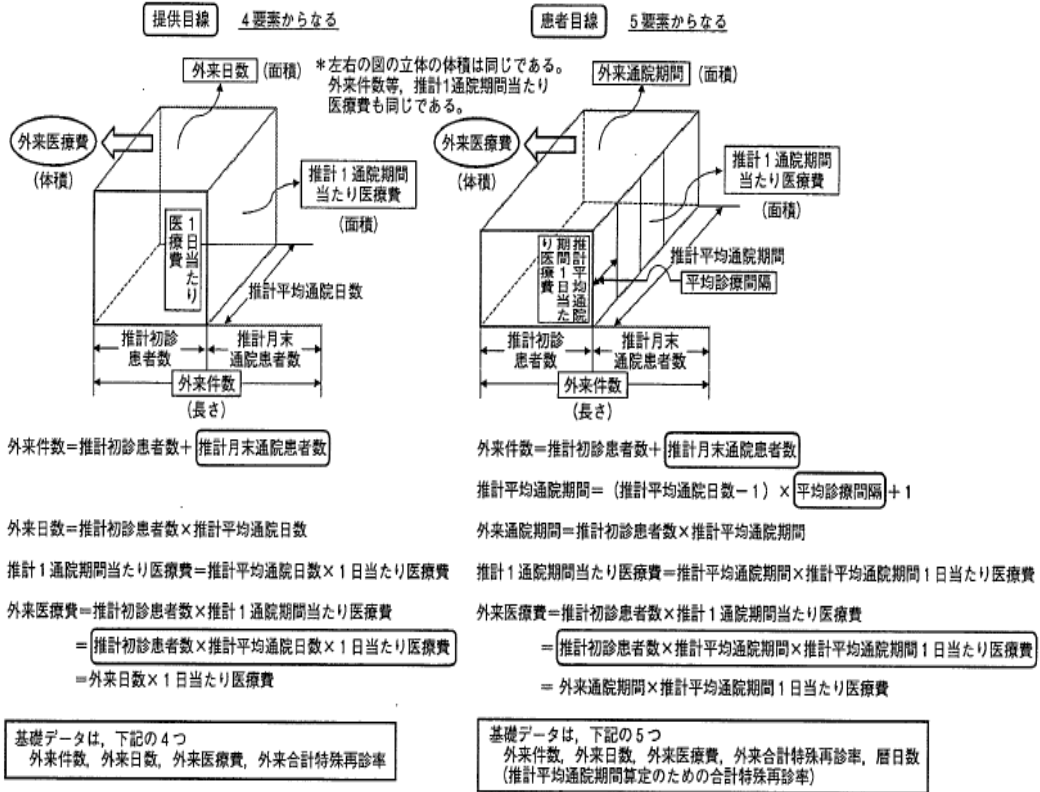 提供目線　4要素からなる
外来日数 (面積)
＊左右の図の立体の体積は同じである。
外来件数等，推計1通院期間当たり
医療費も同じである。
外来医療費
(体積)
推計1通院期間
当たり医療費
(面積)
1日当たり
医療費
推計平均通院日数
推計初診
患者数
推計月末
通院患者数
外来件数
(長さ)
外来件数＝推計初診患者数＋推計月末通院患者数
外来日数＝推計初診患者数×推計平均通院日数
推計1通院期間当たり医療費＝推計平均通院日数×1日当たり医療費
外来医療費＝推計初診患者数×推計1通院期間当たり医療費
＝推計初診患者数×推計平均通院日数×1日当たり医療費
＝外来日数×1日当たり医療費
基礎データは，下記の4つ
外来件数，外来日数，外来医療費，外来合計特殊再診率
患者目線　5要素からなる
外来通院期間 (面積)
外来医療費
(体積)
推計1通院期間
当たり医療費
(面積)
推計平均通院
期間1日当た
り医療費
推計平均通院期間
平均診療間隔
推計初診
患者数
推計月末
通院患者数
外来件数
(長さ)
外来件数＝推計初診患者数＋推計月末通院患者数
推計平均通院期間＝（推計平均通院日数－1）×平均診療間隔＋1
外来通院期間＝推計初診患者数×推計平均通院期間
推計1通院期間当たり医療費＝推計平均通院期間×推計平均通院期間1日当たり医療費
外来医療費＝推計初診患者数×推計1通院期間当たり医療費
＝推計初診患者数×推計平均通院期間×推計平均通院期間1日当たり医療費
＝外来通院期間×推計平均通院期間1日当たり医療費
基礎データは，下記の5つ
外来件数，外来日数，外来医療費，外来合計特殊再診率，暦日数
（推計平均通院期間算定のための合計特殊再診率）